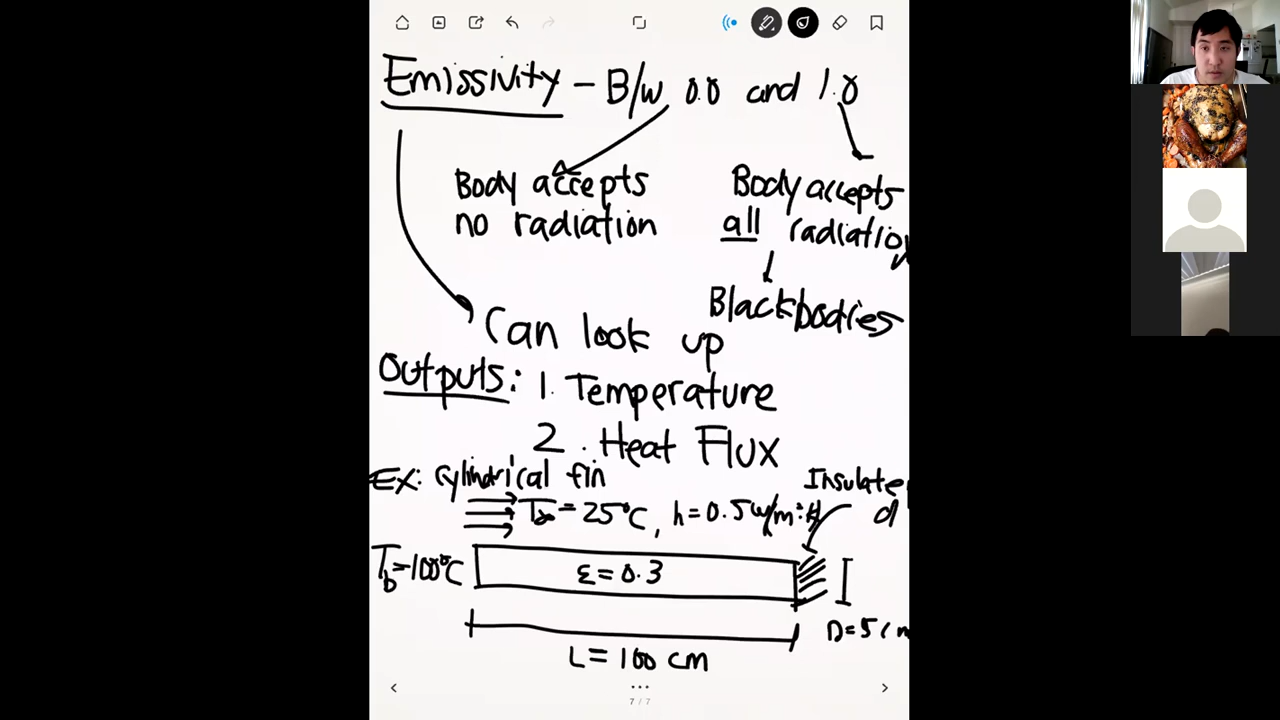 Emissivity - B/w 0.0 and 1.0
Body accepts
no radiation
Body accepts
all radiation
Blackbodies
Can look up
Outputs: 1. Temperature
2. Heat Flux
Ex: cylindrical fin
Insulated
T∞ = 25°C, h = 0.5 W/m²·K
Tb = 100°C
ε = 0.3
D = 5 cm
L = 100 cm
7 / 7